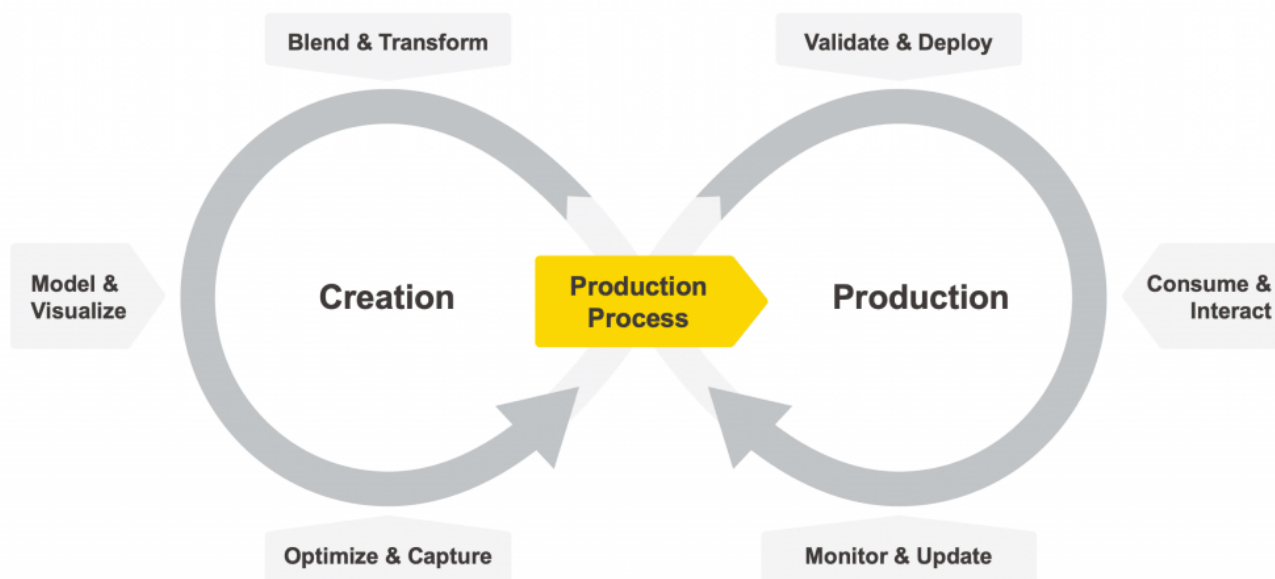 Blend & Transform
Validate & Deploy
Model &
Visualize
Creation
Production
Process
Production
Consume &
Interact
Optimize & Capture
Monitor & Update